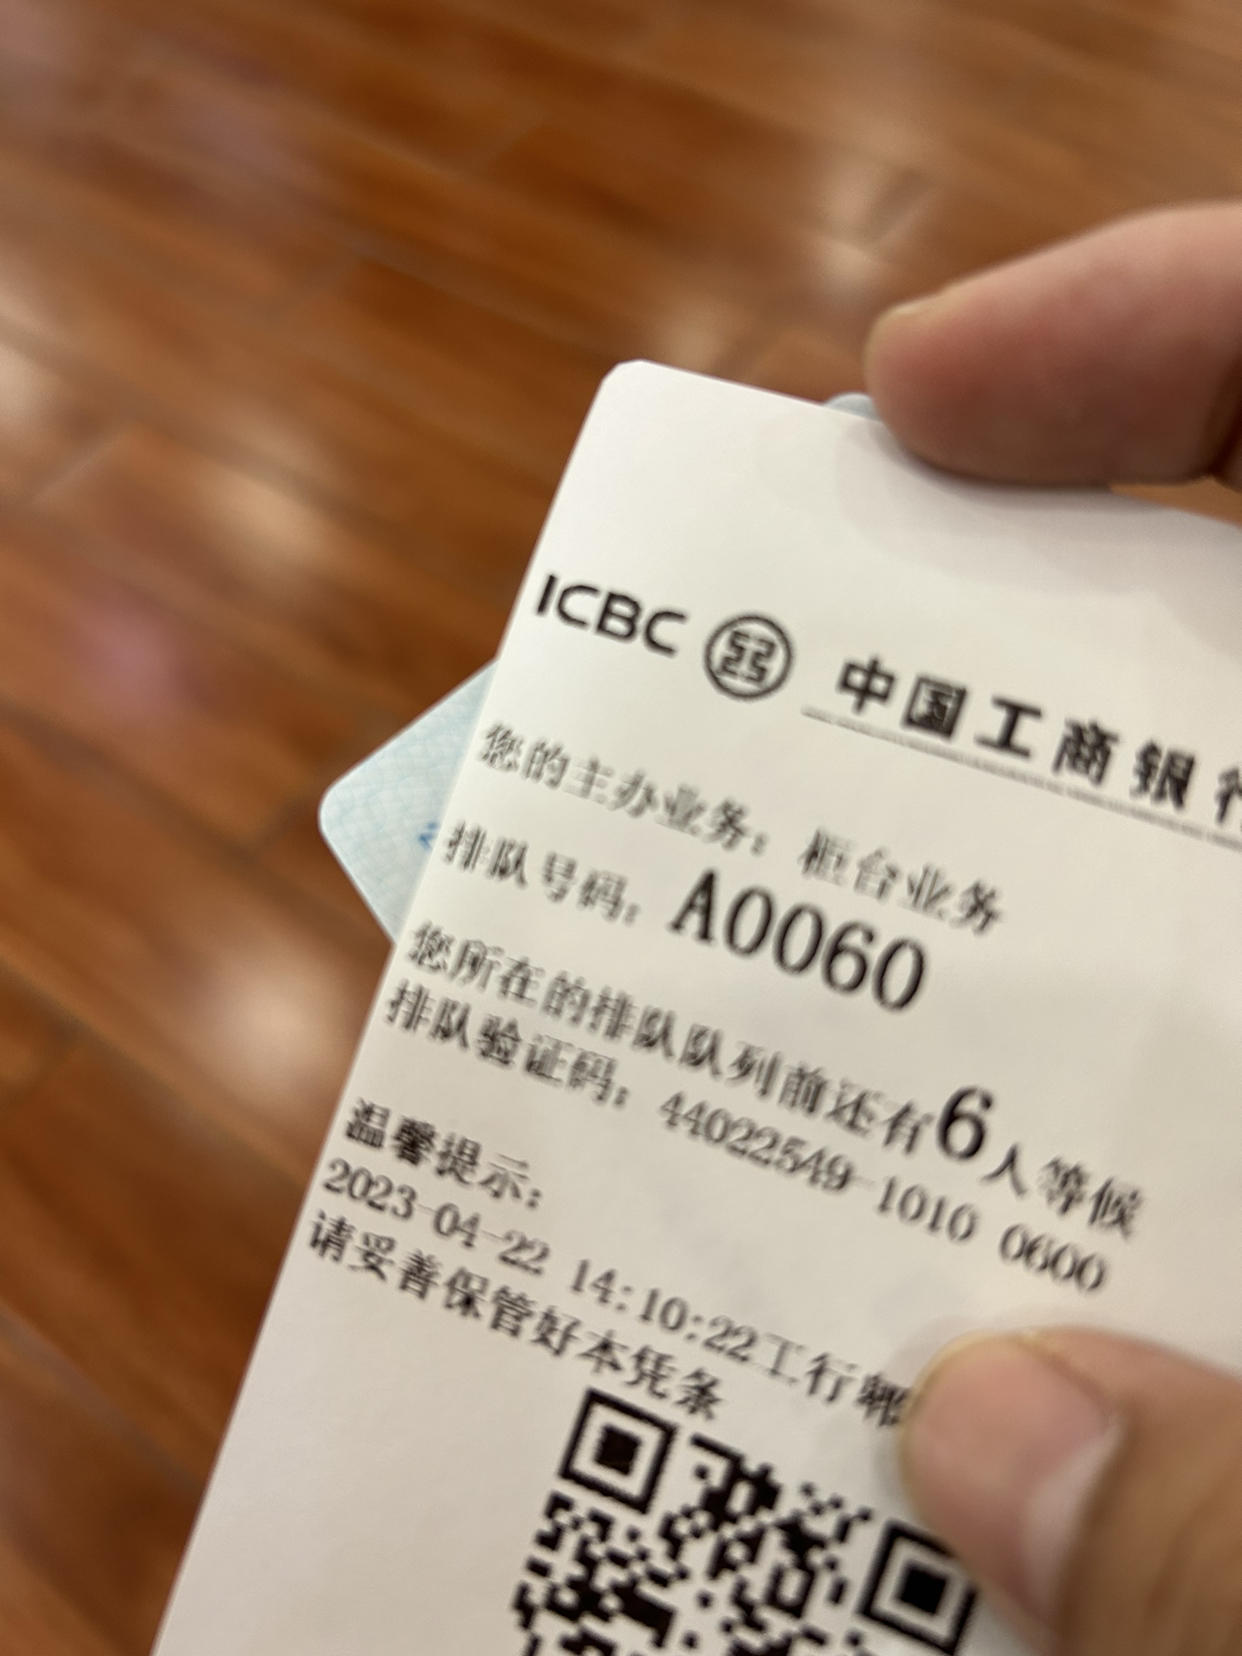 ICBC 中国工商银行
您的主办业务：柜台业务
排队号码：A0060
您所在的排队队列前还有6人等候
排队验证码：44022549-1010 0600
温馨提示：
2023-04-22 14:10:22工行
请妥善保管好本凭条